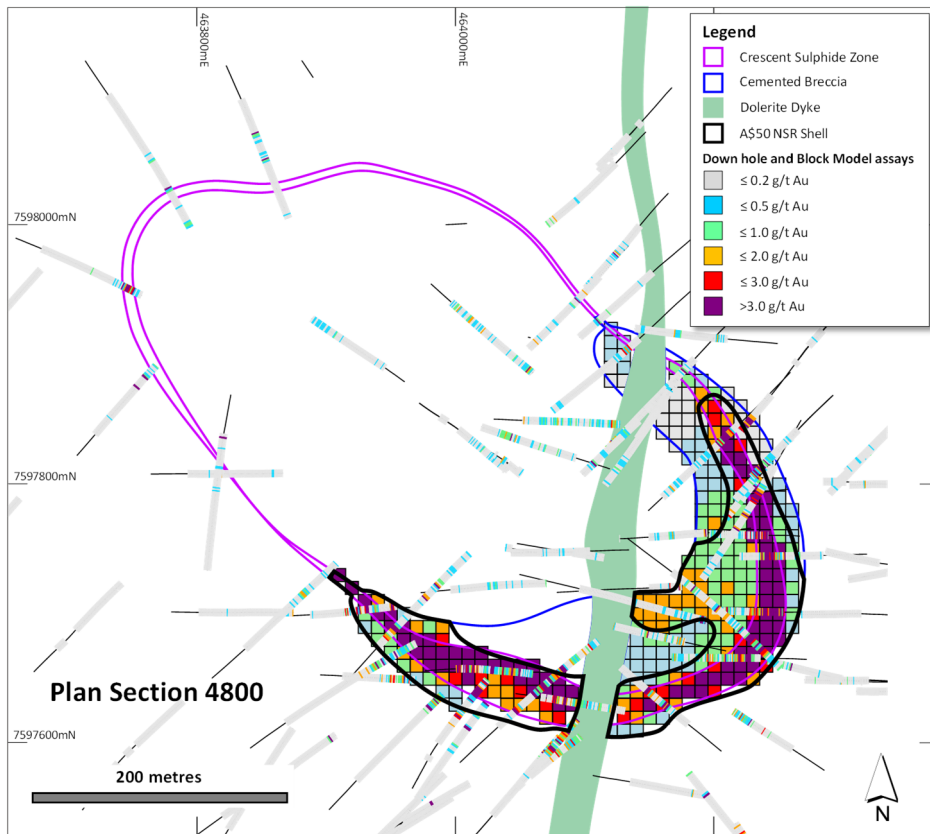 463800mE
464000mE
Legend
Crescent Sulphide Zone
Cemented Breccia
Dolerite Dyke
A$50 NSR Shell
Down hole and Block Model assays
≤ 0.2 g/t Au
≤ 0.5 g/t Au
≤ 1.0 g/t Au
≤ 2.0 g/t Au
≤ 3.0 g/t Au
>3.0 g/t Au
7598000mN
7597800mN
Plan Section 4800
7597600mN
200 metres
N